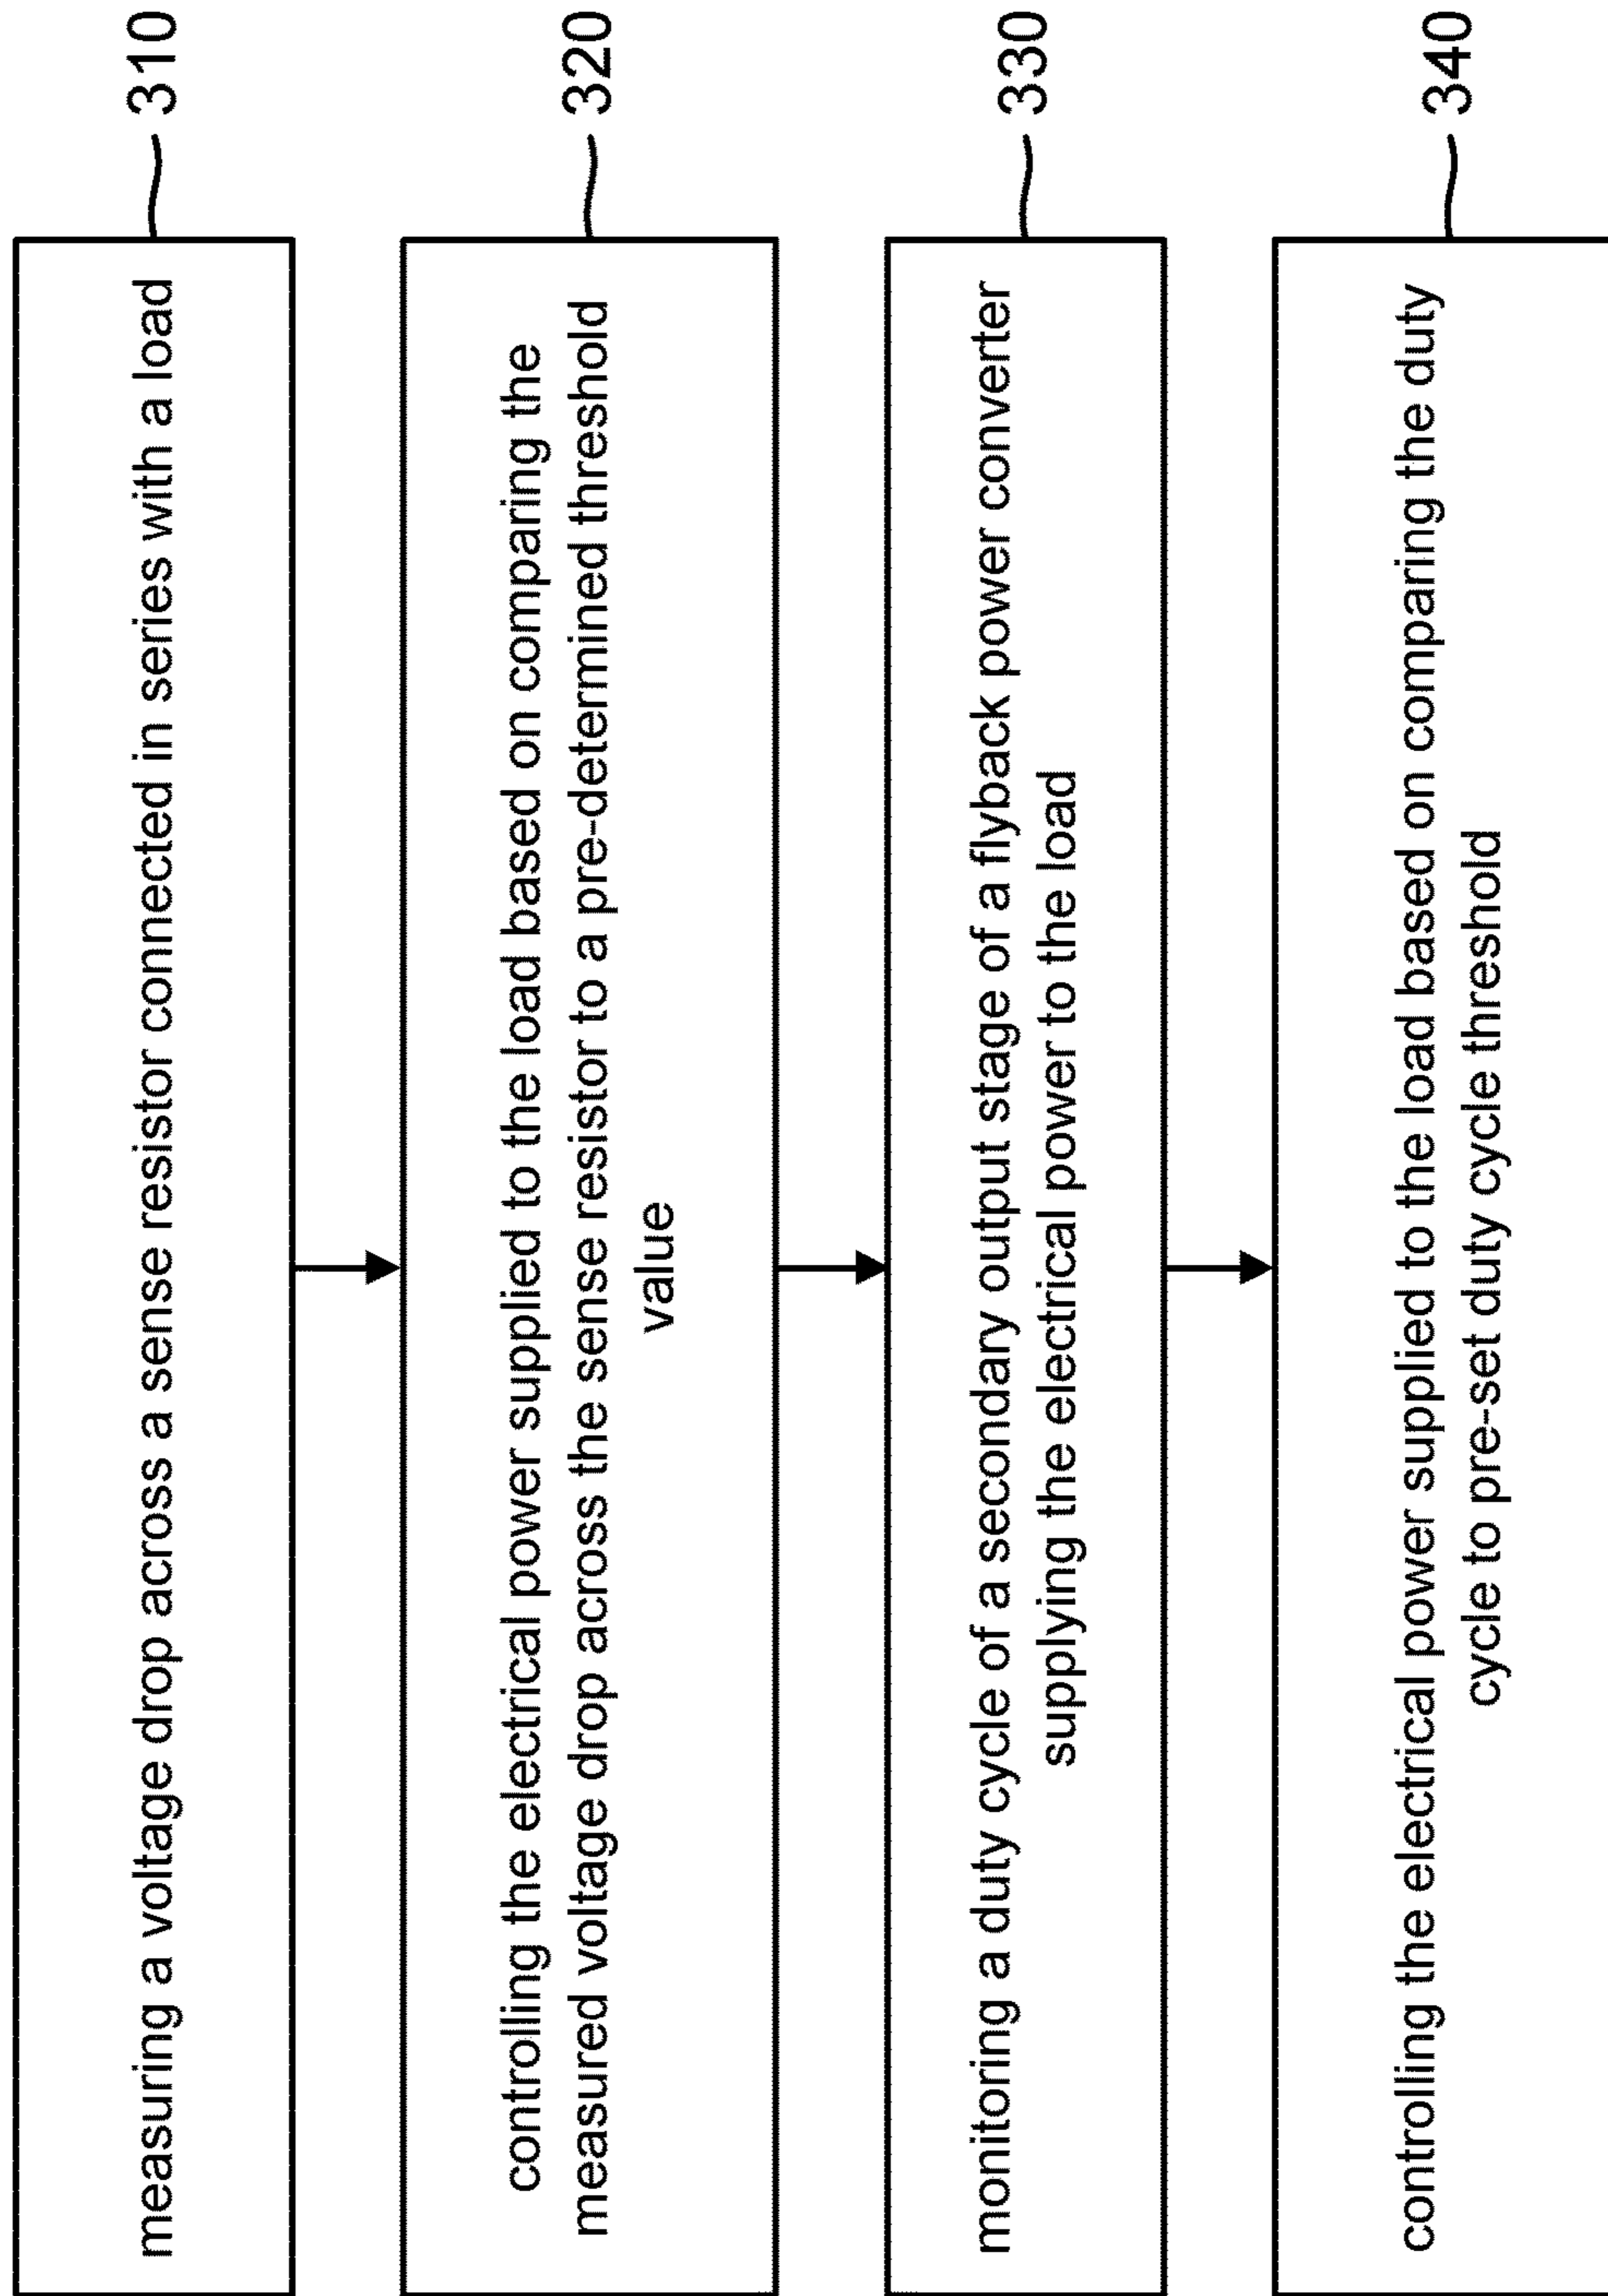 measuring a voltage drop across a sense resistor connected in series with a load
310
controlling the electrical power supplied to the load based on comparing the
measured voltage drop across the sense resistor to a pre-determined threshold
value
320
monitoring a duty cycle of a secondary output stage of a flyback power converter
supplying the electrical power to the load
330
controlling the electrical power supplied to the load based on comparing the duty
cycle to pre-set duty cycle threshold
340